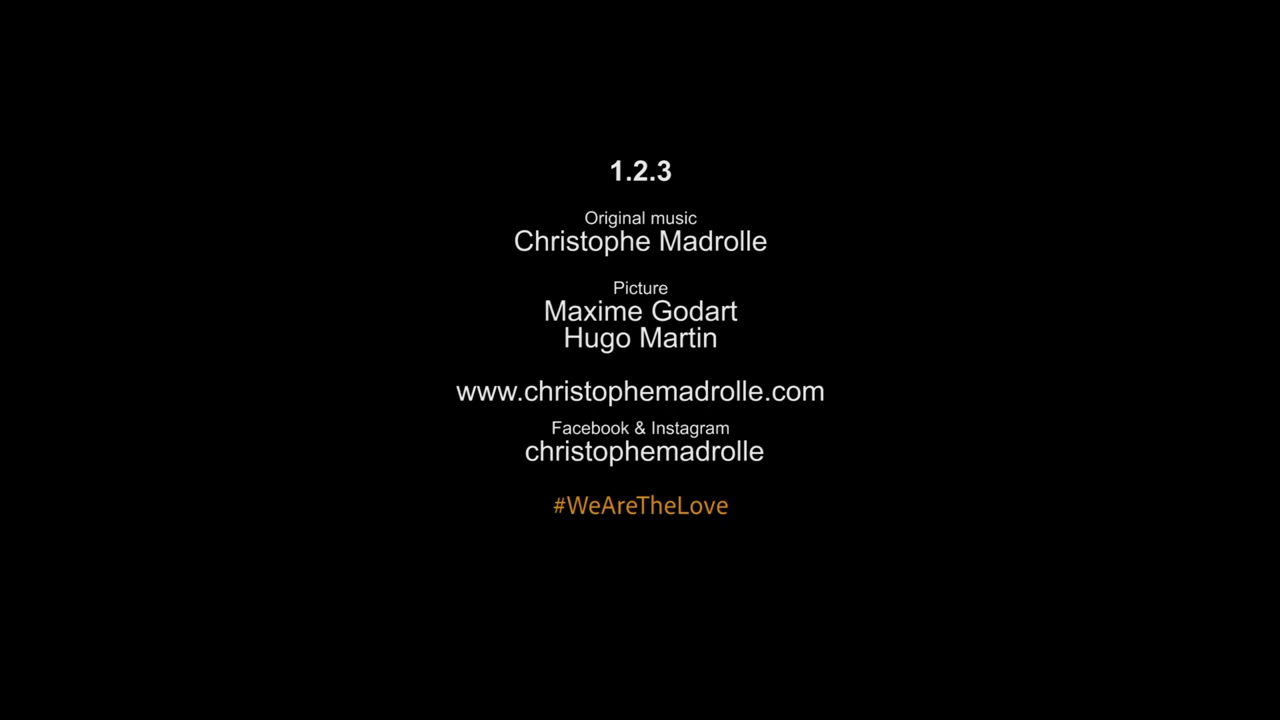 1.2.3
Original music
Christophe Madrolle
Picture
Maxime Godart
Hugo Martin
www.christophemadrolle.com
Facebook & Instagram
christophemadrolle
#WeAreTheLove